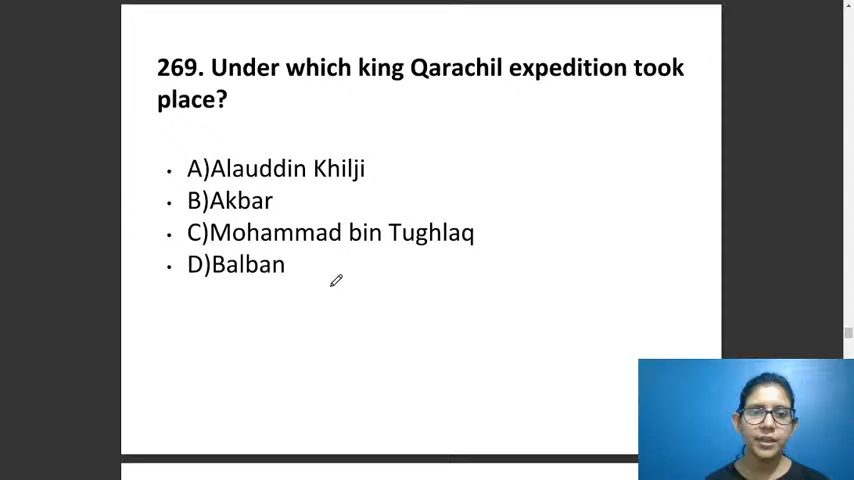 269. Under which king Qarachil expedition took
place?
• A)Alauddin Khilji
• B)Akbar
• C)Mohammad bin Tughlaq
• D)Balban